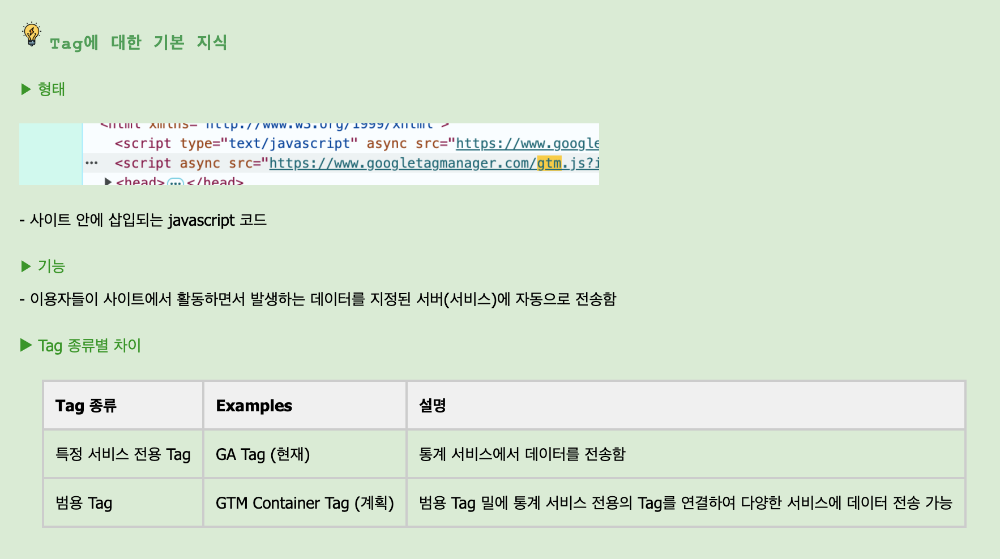 Tag에 대한 기본 지식
▶ 형태
<html xmlns="http://www.w3.org/1999/xhtml">
<script type="text/javascript" async src="https://www.google
<script async src="https://www.googletagmanager.com/gtm.js?i
<head>…</head>
- 사이트 안에 삽입되는 javascript 코드
▶ 기능
- 이용자들이 사이트에서 활동하면서 발생하는 데이터를 지정된 서버(서비스)에 자동으로 전송함
▶ Tag 종류별 차이
Tag 종류 Examples 설명
특정 서비스 전용 Tag GA Tag (현재) 통계 서비스에서 데이터를 전송함
범용 Tag GTM Container Tag (계획) 범용 Tag 밑에 통계 서비스 전용의 Tag를 연결하여 다양한 서비스에 데이터 전송 가능